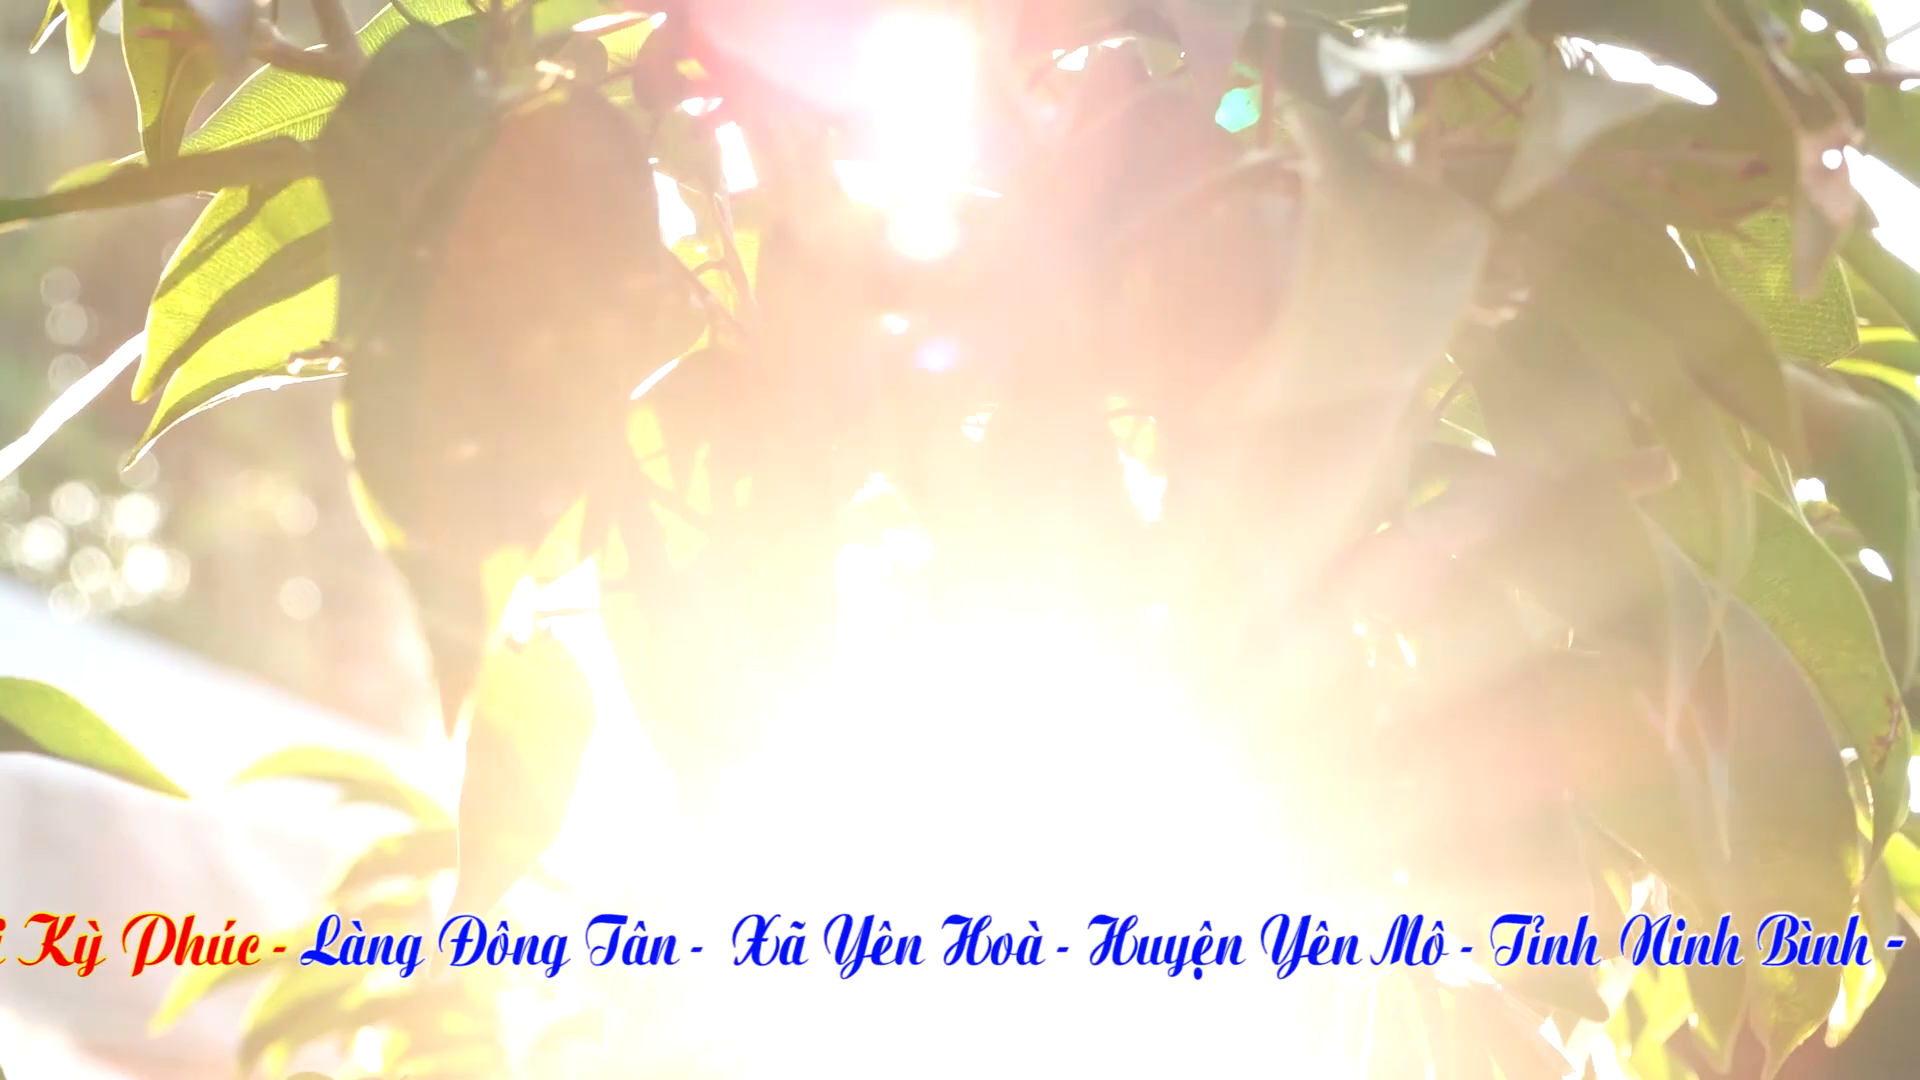 Kỳ Phúc - Làng Đông Tân - Xã Yên Hoà - Huyện Yên Mô - Tỉnh Ninh Bình -